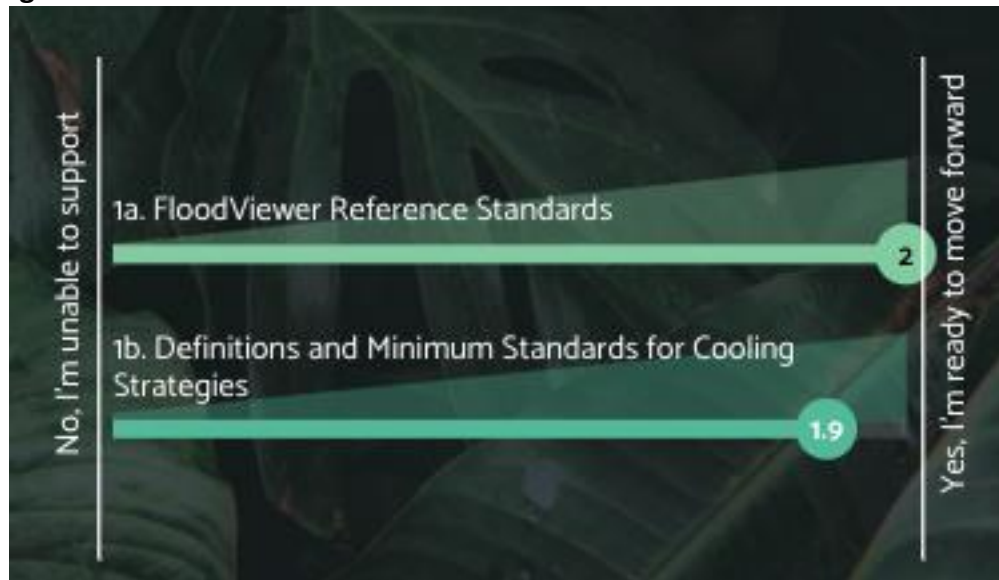 No, I'm unable to support
1a. FloodViewer Reference Standards
2
1b. Definitions and Minimum Standards for Cooling
Strategies
1.9
Yes, I'm ready to move forward